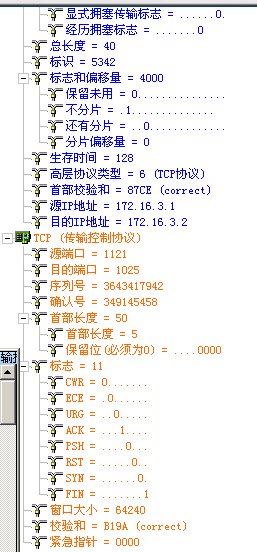 显式拥塞传输标志 = ......0.
经历拥塞标志 = .......0
总长度 = 40
标识 = 5342
标志和偏移量 = 4000
保留未用 = 0...............
不分片 = .1..............
还有分片 = ..0.............
分片偏移量 = 0
生存时间 = 128
高层协议类型 = 6 (TCP协议)
首部校验和 = 87CE (correct)
源IP地址 = 172.16.3.1
目的IP地址 = 172.16.3.2
TCP (传输控制协议)
源端口 = 1121
目的端口 = 1025
序列号 = 3643417942
确认号 = 349145458
首部长度 = 50
首部长度 = 5
保留位(必须为0) = ....0000
标志 = 11
CWR = 0.......
ECE = .0......
URG = ..0.....
ACK = ...1....
PSH = ....0...
RST = .....0..
SYN = ......0.
FIN = .......1
窗口大小 = 64240
校验和 = B19A (correct)
紧急指针 = 0000